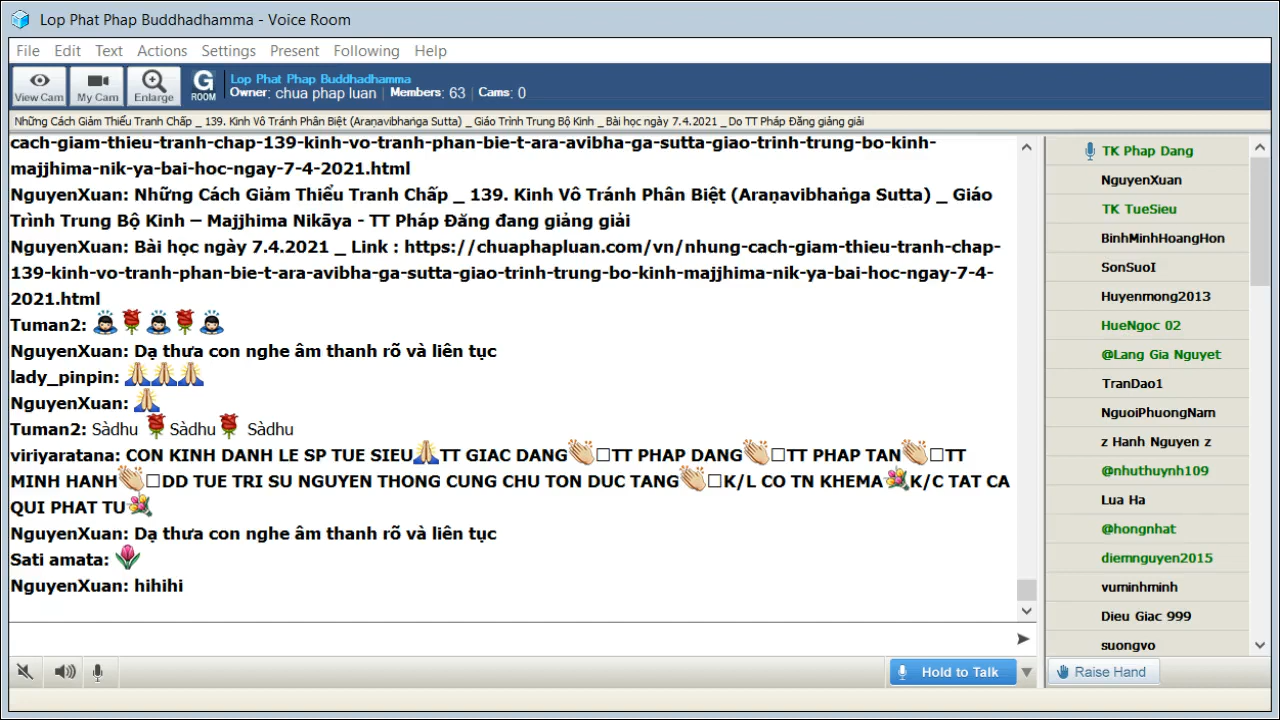 Lop Phat Phap Buddhadhamma - Voice Room
File Edit Text Actions Settings Present Following Help
View Cam My Cam Enlarge G ROOM
Lop Phat Phap Buddhadhamma
Owner: chua phap luan Members: 63 Cams: 0
Những Cách Giảm Thiểu Tranh Chấp _ 139. Kinh Vô Tránh Phân Biệt (Araṇavibhaṅga Sutta) _ Giáo Trình Trung Bộ Kinh _ Bài học ngày 7.4.2021 _ Do TT Pháp Đăng giảng giải
cach-giam-thieu-tranh-chap-139-kinh-vo-tranh-phan-bie-t-ara-avibha-ga-sutta-giao-trinh-trung-bo-kinh-
majjhima-nik-ya-bai-hoc-ngay-7-4-2021.html
NguyenXuan: Những Cách Giảm Thiểu Tranh Chấp _ 139. Kinh Vô Tránh Phân Biệt (Araṇavibhaṅga Sutta) _ Giáo
Trình Trung Bộ Kinh – Majjhima Nikāya - TT Pháp Đăng đang giảng giải
NguyenXuan: Bài học ngày 7.4.2021 _ Link : https://chuaphapluan.com/vn/nhung-cach-giam-thieu-tranh-chap-
139-kinh-vo-tranh-phan-bie-t-ara-avibha-ga-sutta-giao-trinh-trung-bo-kinh-majjhima-nik-ya-bai-hoc-ngay-7-4-
2021.html
Tuman2: 🙇🌹🙇🌹🙇
NguyenXuan: Dạ thưa con nghe âm thanh rõ và liên tục
lady_pinpin: 🙏🙏🙏
NguyenXuan: 🙏
Tuman2: Sàdhu 🌹Sàdhu🌹 Sàdhu
viriyaratana: CON KINH DANH LE SP TUE SIEU🙏TT GIAC DANG👏□TT PHAP DANG👏□TT PHAP TAN👏□TT
MINH HANH👏□DD TUE TRI SU NGUYEN THONG CUNG CHU TON DUC TANG👏□K/L CO TN KHEMA💐K/C TAT CA
QUI PHAT TU💐
NguyenXuan: Dạ thưa con nghe âm thanh rõ và liên tục
Sati amata: 🌷
NguyenXuan: hihihi
Hold to Talk
TK Phap Dang
NguyenXuan
TK TueSieu
BinhMinhHoangHon
SonSuoI
Huyenmong2013
HueNgoc 02
@Lang Gia Nguyet
TranDao1
NguoiPhuongNam
z Hanh Nguyen z
@nhuthuynh109
Lua Ha
@hongnhat
diemnguyen2015
vuminhminh
Dieu Giac 999
suongvo
Raise Hand